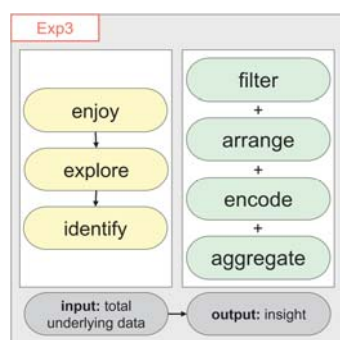 Exp3
enjoy
explore
identify
filter
+
arrange
+
encode
+
aggregate
input: total
underlying data
output: insight